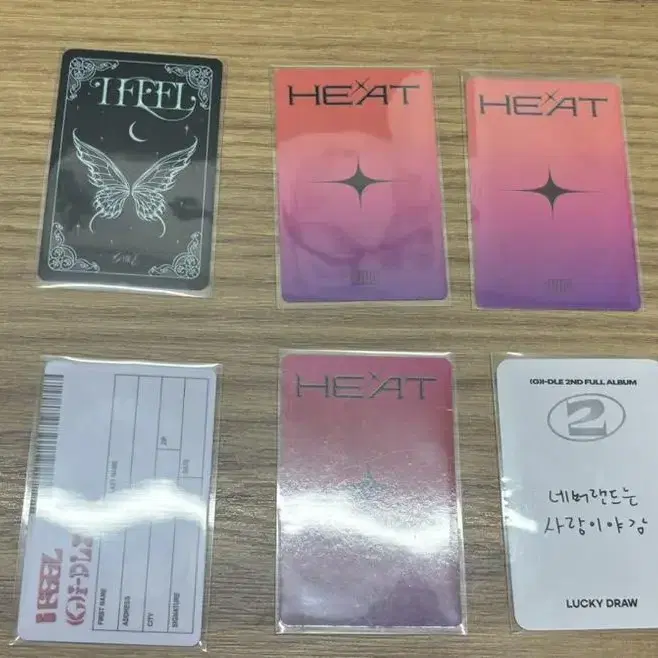 I FEEL
HEAT
HEAT
I FEEL
(G)I-DLE
FIRST NAME
LAST NAME
ADDRESS
CITY
ZIP
SIGNATURE
DATE
HEAT
(G)I-DLE 2ND FULL ALBUM
2
네버랜드는
사랑이야 감
LUCKY DRAW